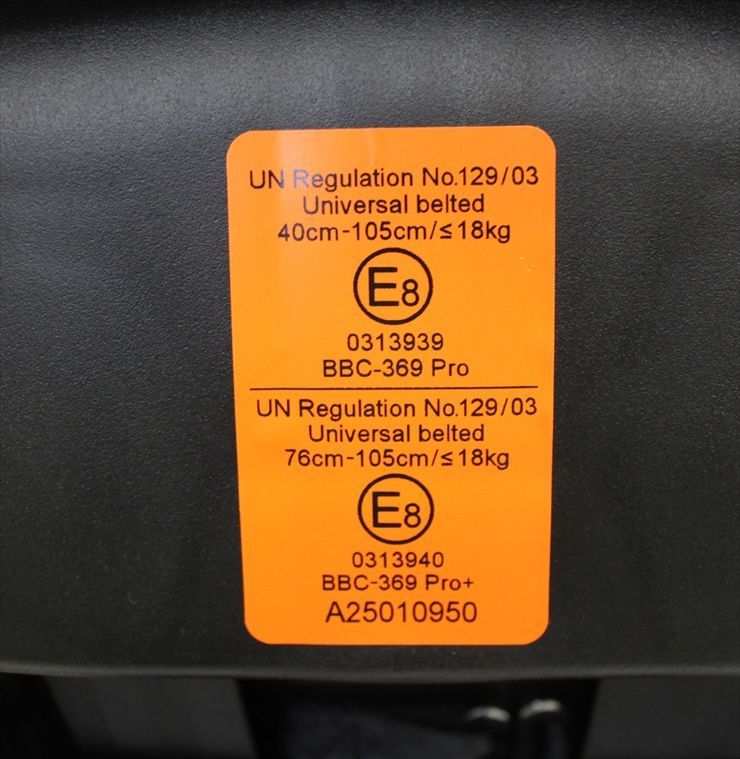 UN Regulation No.129/03
Universal belted
40cm-105cm/≤18kg
E8
0313939
BBC-369 Pro
UN Regulation No.129/03
Universal belted
76cm-105cm/≤18kg
E8
0313940
BBC-369 Pro+
A25010950